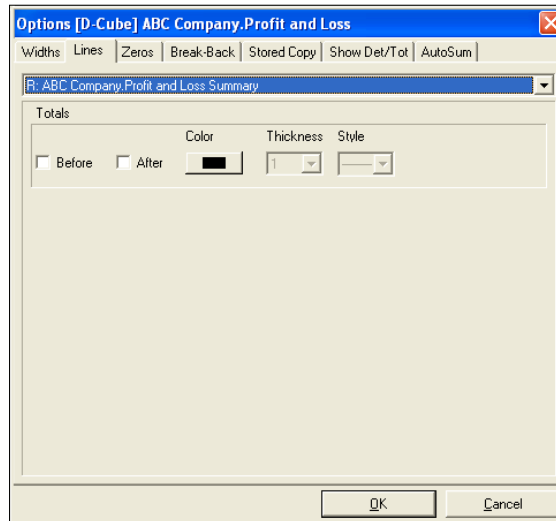 Options [D-Cube] ABC Company.Profit and Loss
Widths Lines Zeros Break-Back Stored Copy Show Det/Tot AutoSum
R: ABC Company.Profit and Loss Summary
Totals
Color Thickness Style
Before After 1
OK Cancel